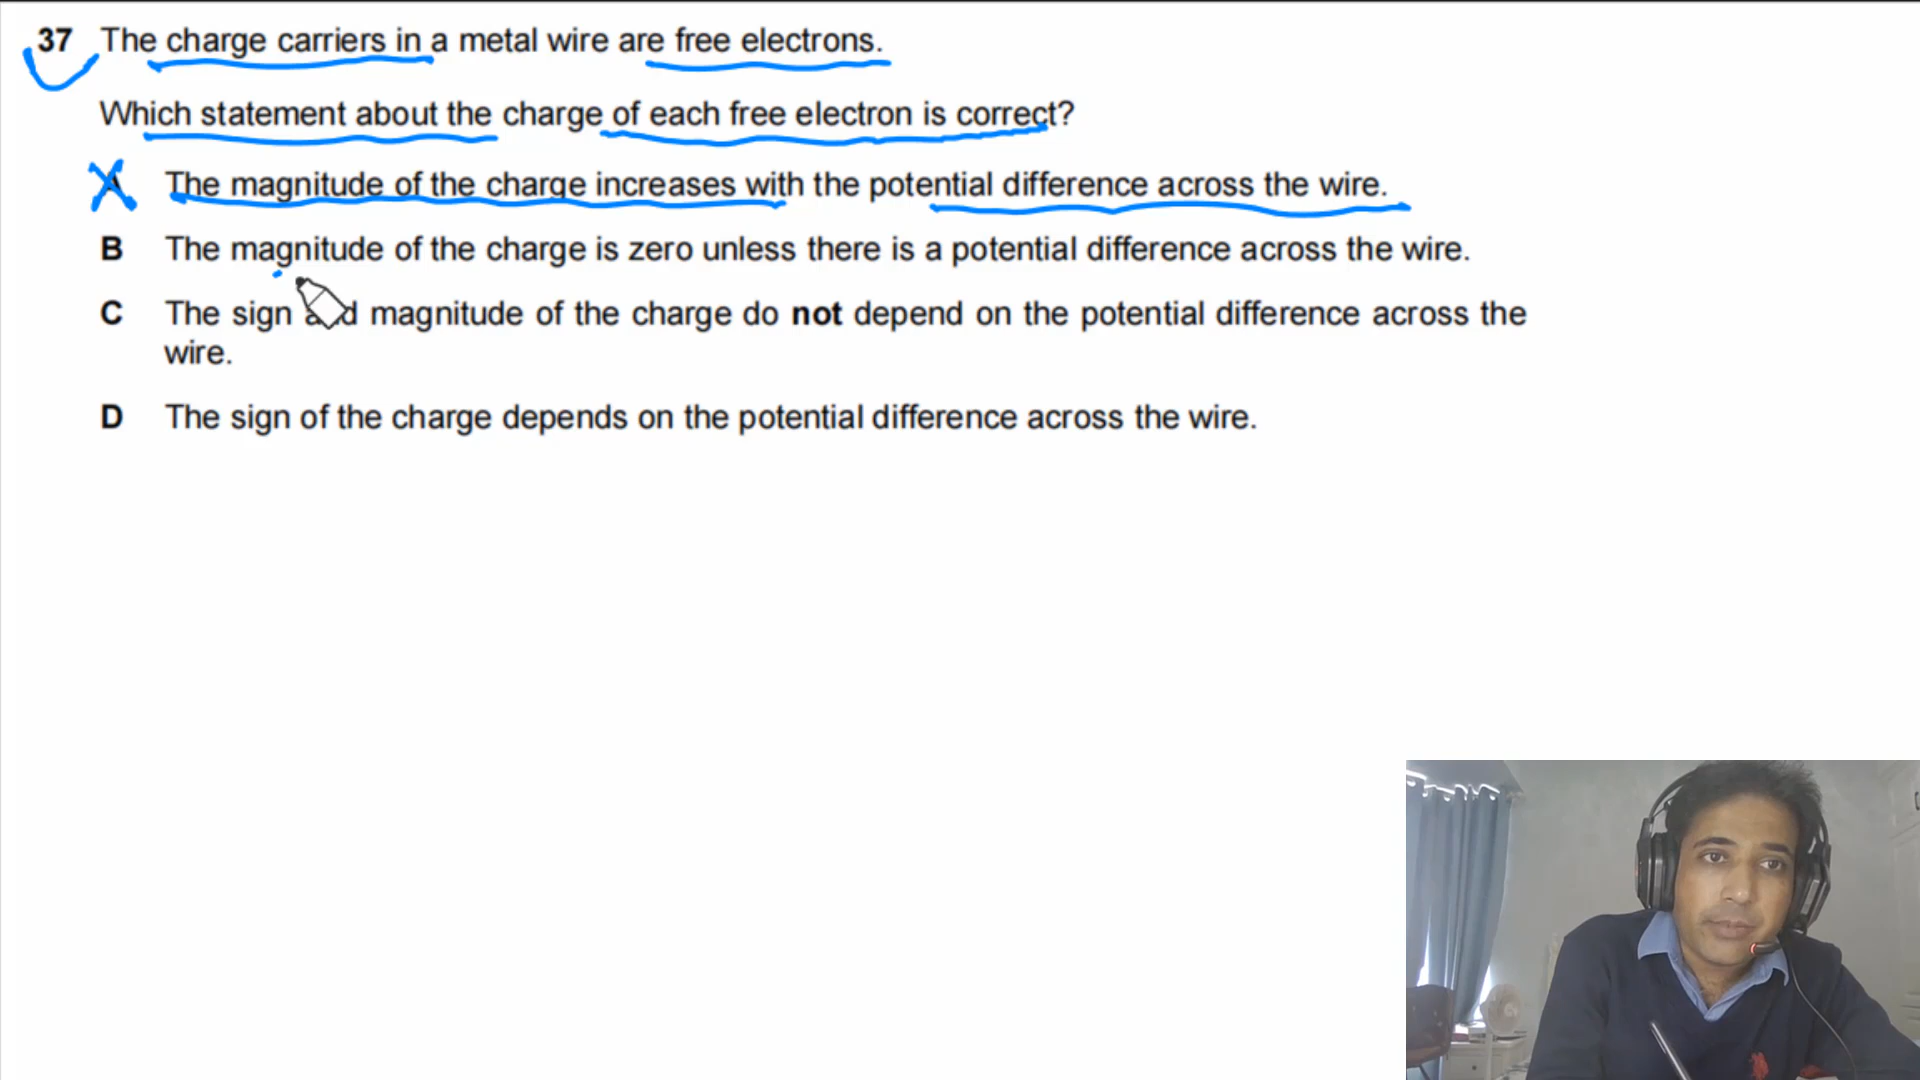 37 The charge carriers in a metal wire are free electrons.
Which statement about the charge of each free electron is correct?
A The magnitude of the charge increases with the potential difference across the wire.
B The magnitude of the charge is zero unless there is a potential difference across the wire.
C The sign and magnitude of the charge do not depend on the potential difference across the
wire.
D The sign of the charge depends on the potential difference across the wire.